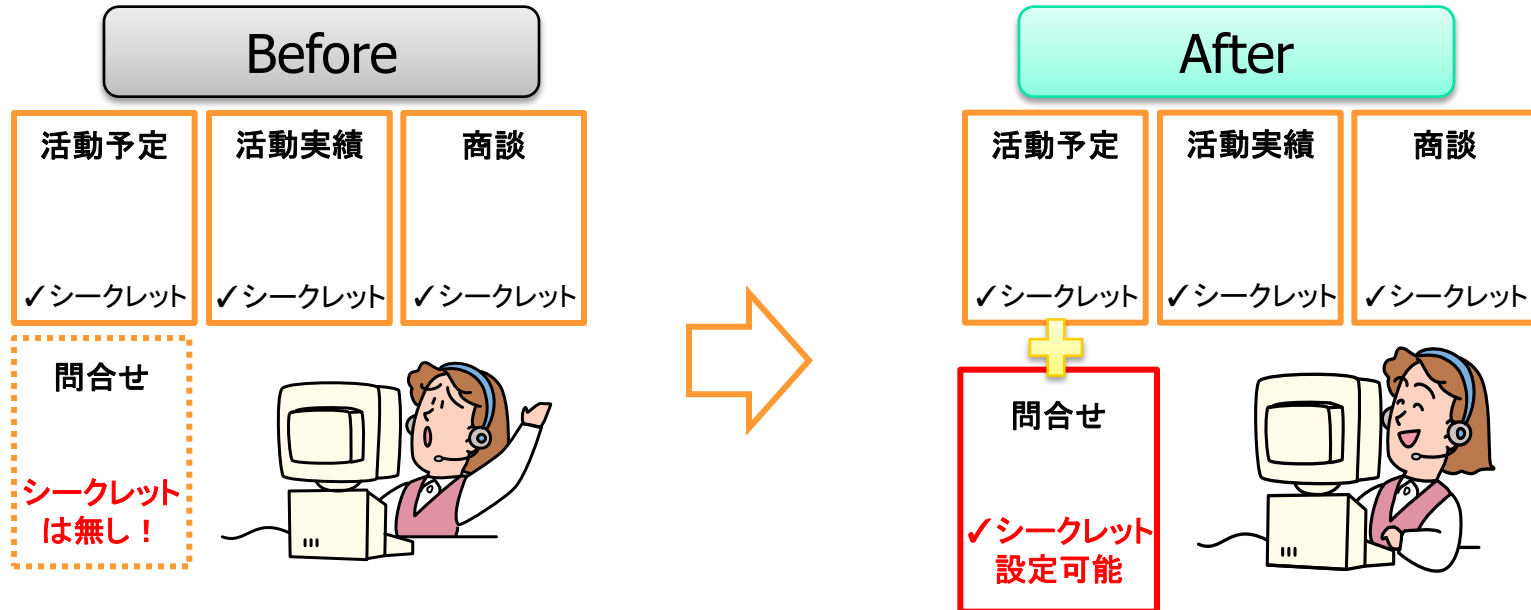 Before
活動予定
活動実績
商談
✓シークレット
✓シークレット
✓シークレット
問合せ
シークレット
は無し！
After
活動予定
活動実績
商談
✓シークレット
✓シークレット
✓シークレット
問合せ
✓シークレット
設定可能